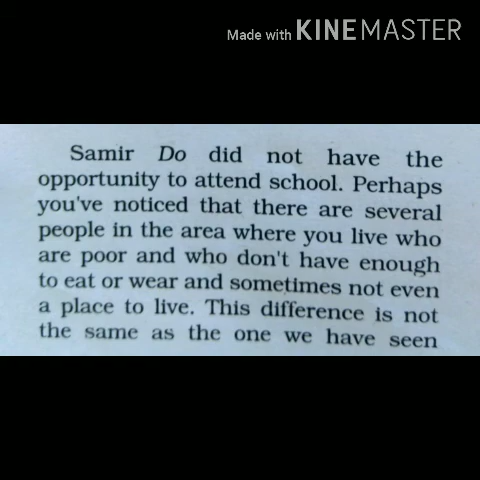 Made with KINEMASTER
Samir Do did not have the
opportunity to attend school. Perhaps
you've noticed that there are several
people in the area where you live who
are poor and who don't have enough
to eat or wear and sometimes not even
a place to live. This difference is not
the same as the one we have seen